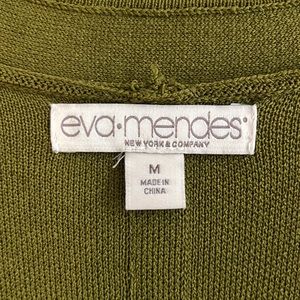 eva·mendes
NEW YORK & COMPANY
M
MADE IN
CHINA